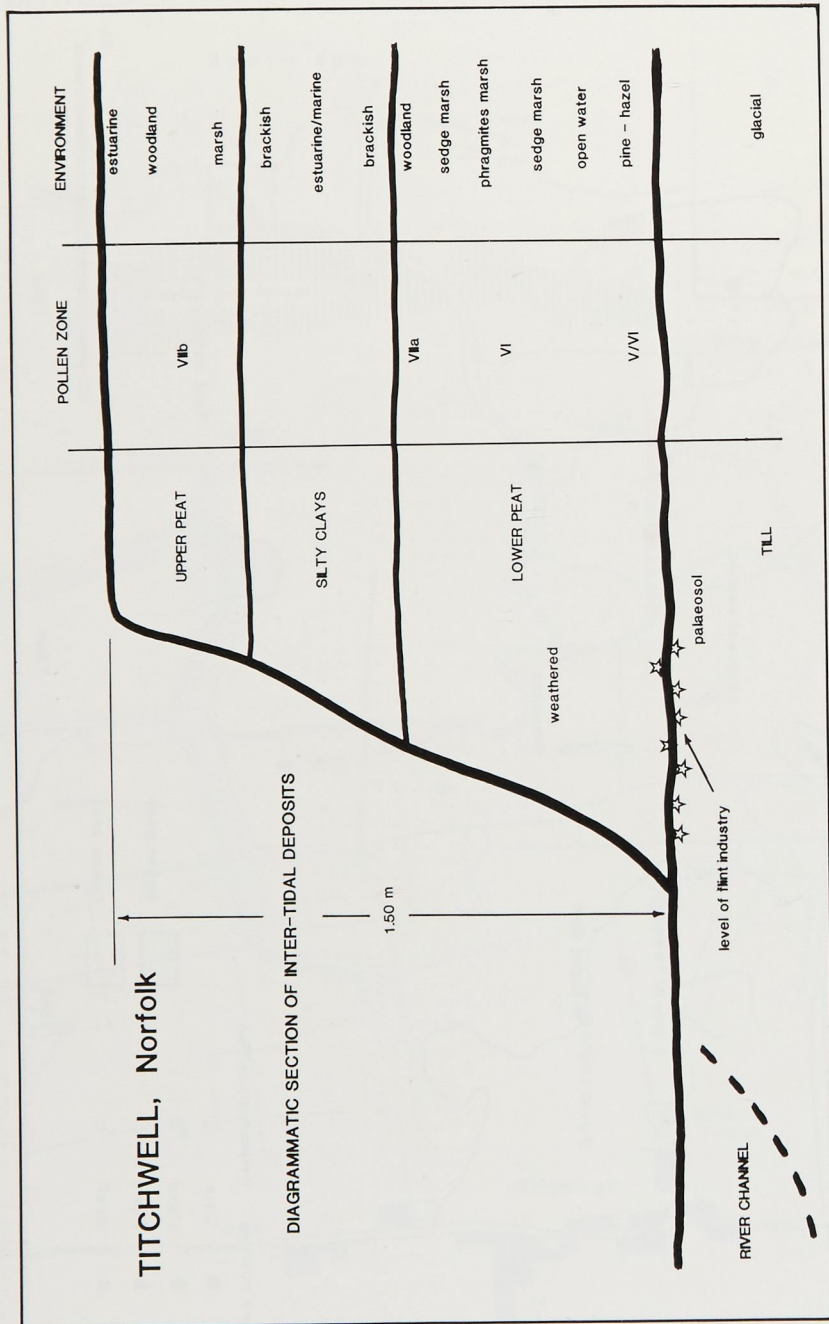 TITCHWELL, Norfolk
DIAGRAMMATIC SECTION OF INTER-TIDAL DEPOSITS
1.50 m
POLLEN ZONE
ENVIRONMENT
UPPER PEAT
VIIb
estuarine
woodland
marsh
SILTY CLAYS
brackish
estuarine/marine
brackish
LOWER PEAT
weathered
VIIa
VI
V/VI
woodland
sedge marsh
phragmites marsh
sedge marsh
open water
pine - hazel
palaeosol
TILL
glacial
level of flint industry
RIVER CHANNEL